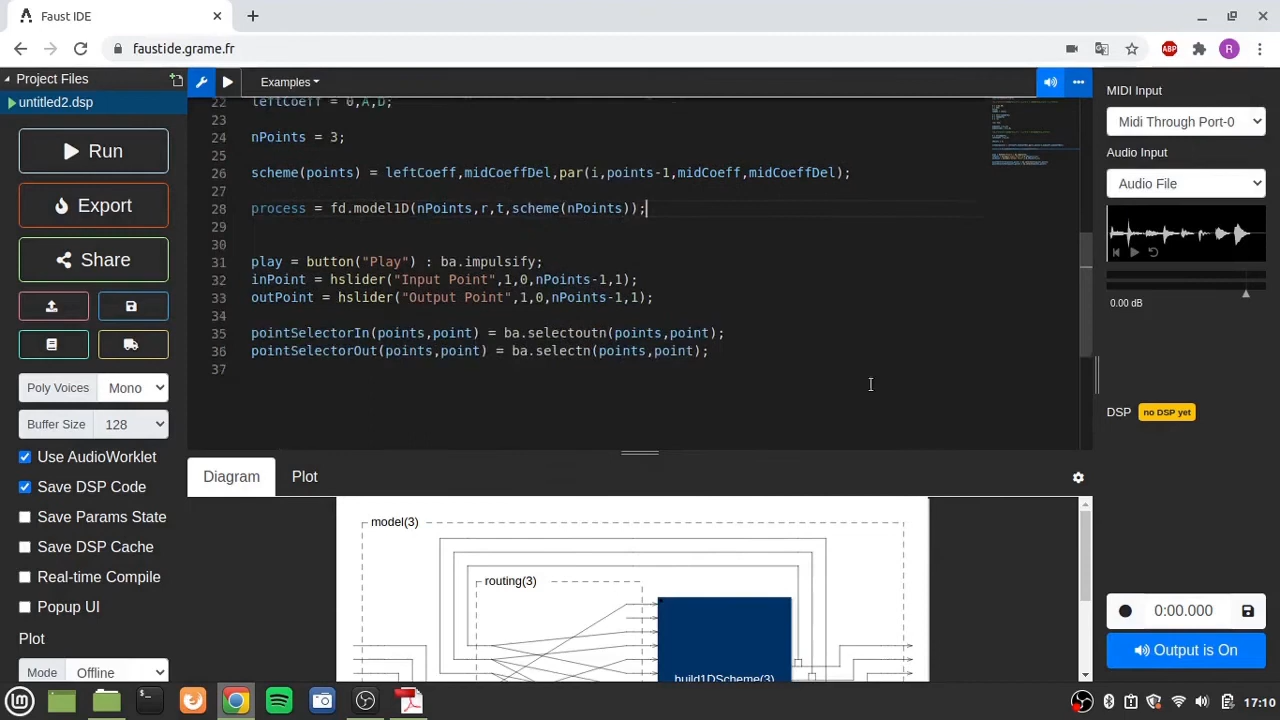 Faust IDE
faustide.grame.fr
ABP
R
Project Files
Examples
untitled2.dsp
Run
Export
Share
Poly Voices
Mono
Buffer Size
128
Use AudioWorklet
Save DSP Code
Save Params State
Save DSP Cache
Real-time Compile
Popup UI
Plot
Mode
Offline
22 leftCoeff = 0,A,D;
23
24 nPoints = 3;
25
26 scheme(points) = leftCoeff,midCoeffDel,par(i,points-1,midCoeff,midCoeffDel);
27
28 process = fd.model1D(nPoints,r,t,scheme(nPoints));
29
30
31 play = button("Play") : ba.impulsify;
32 inPoint = hslider("Input Point",1,0,nPoints-1,1);
33 outPoint = hslider("Output Point",1,0,nPoints-1,1);
34
35 pointSelectorIn(points,point) = ba.selectoutn(points,point);
36 pointSelectorOut(points,point) = ba.selectn(points,point);
37
Diagram
Plot
model(3)
routing(3)
build1DScheme(3)
MIDI Input
Midi Through Port-0
Audio Input
Audio File
0.00 dB
DSP
no DSP yet
0:00.000
Output is On
17:10